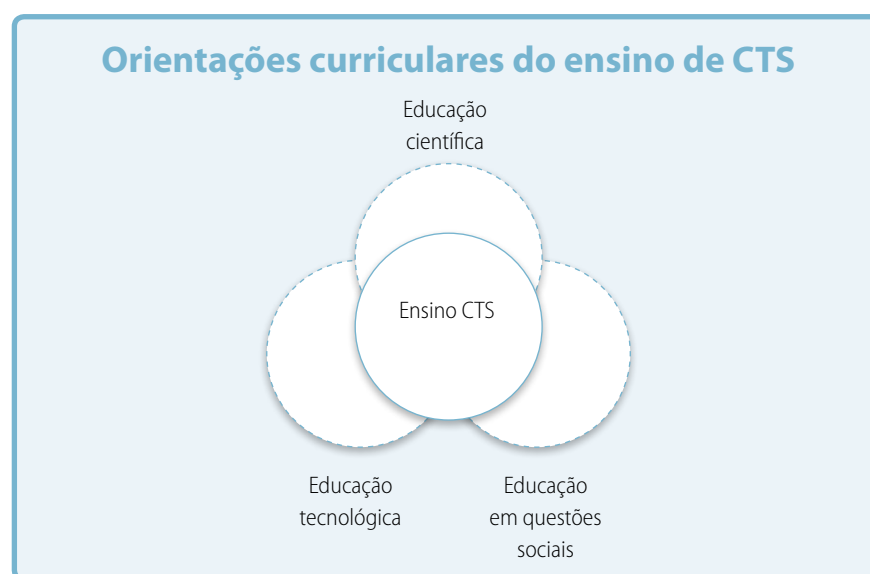 Orientações curriculares do ensino de CTS
Educação
científica
Ensino CTS
Educação
tecnológica
Educação
em questões
sociais